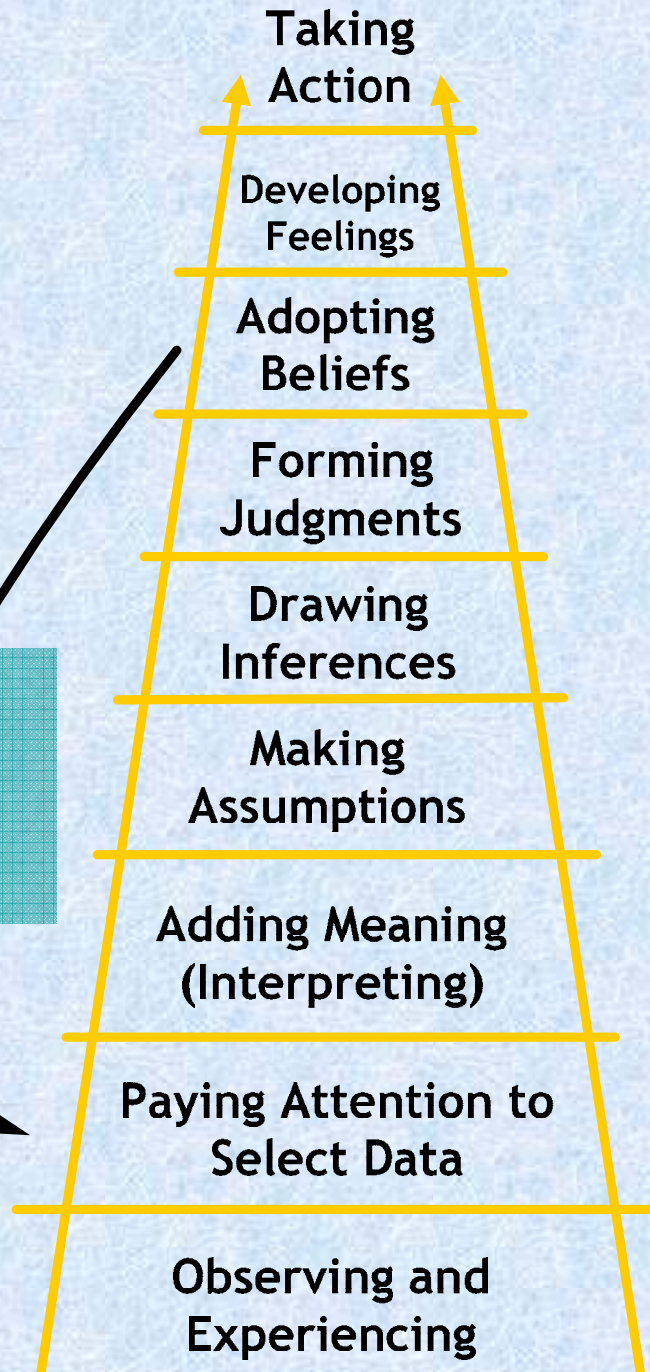 Taking
Action
Developing
Feelings
Adopting
Beliefs
Forming
Judgments
Drawing
Inferences
Making
Assumptions
Adding Meaning
(Interpreting)
Paying Attention to
Select Data
Observing and
Experiencing